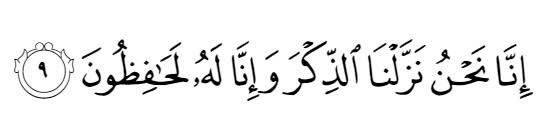 إِنَّا نَحْنُ نَزَّلْنَا ٱلذِّكْرَ وَإِنَّا لَهُۥ لَحَـٰفِظُونَ ٩